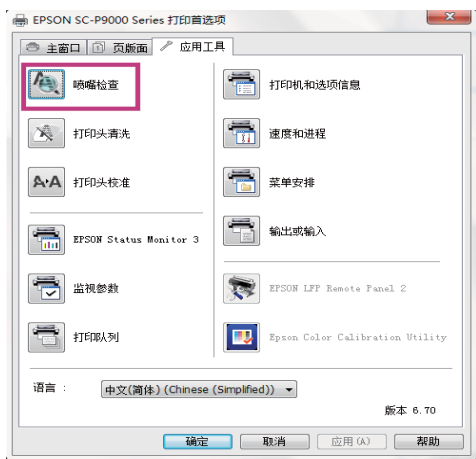 EPSON SC-P9000 Series 打印首选项
主窗口 页版面 应用工具
喷嘴检查
打印机和选项信息
打印头清洗
速度和进程
打印头校准
菜单安排
EPSON Status Monitor 3
输出或输入
监视参数
EPSON LFP Remote Panel 2
打印队列
Epson Color Calibration Utility
语言 :
中文(简体) (Chinese (Simplified))
版本 6.70
确定 取消 应用(A) 帮助